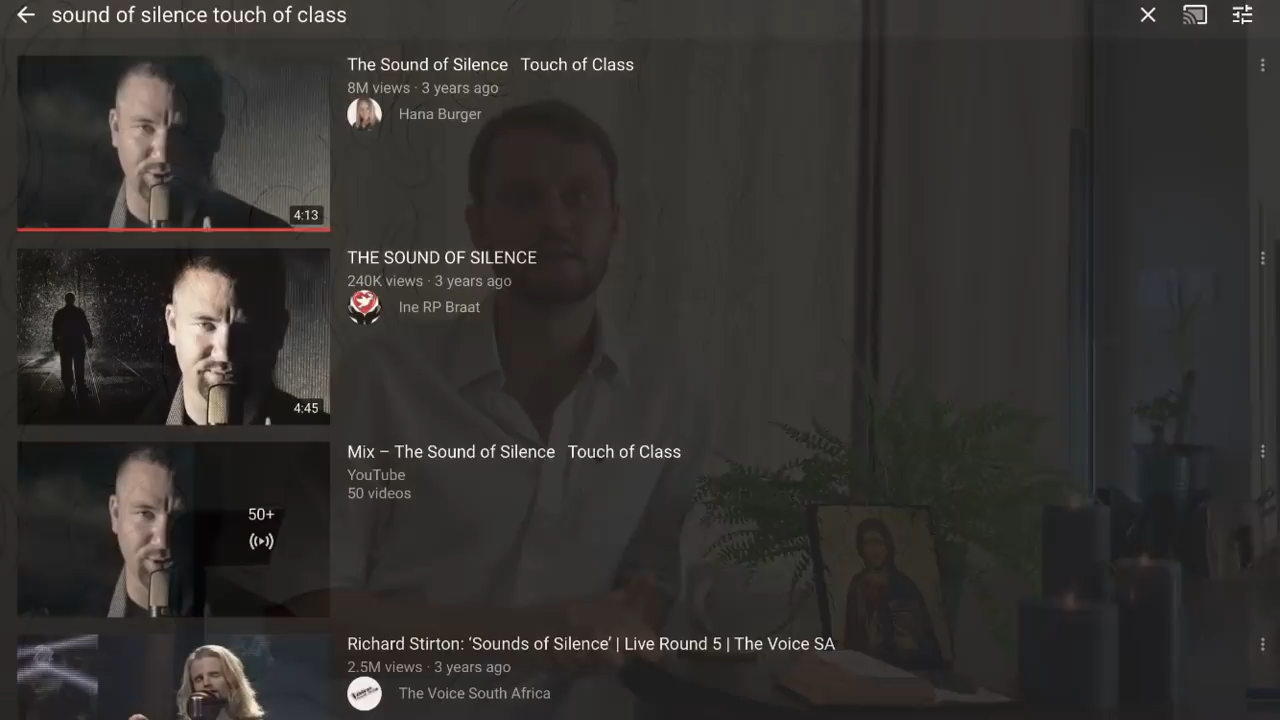 sound of silence touch of class
The Sound of Silence Touch of Class
8M views · 3 years ago
Hana Burger
4:13
THE SOUND OF SILENCE
240K views · 3 years ago
Ine RP Braat
4:45
Mix – The Sound of Silence Touch of Class
YouTube
50 videos
50+
Richard Stirton: ‘Sounds of Silence’ | Live Round 5 | The Voice SA
2.5M views · 3 years ago
The Voice South Africa